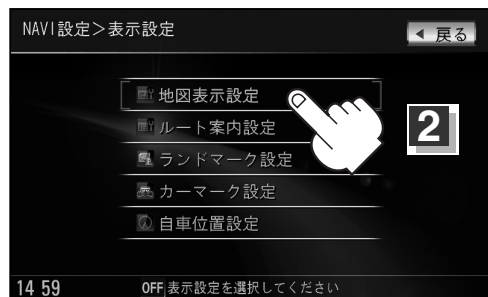 NAVI設定＞表示設定
戻る
地図表示設定
ルート案内設定
2
ランドマーク設定
カーマーク設定
自車位置設定
14 59 OFF 表示設定を選択してください